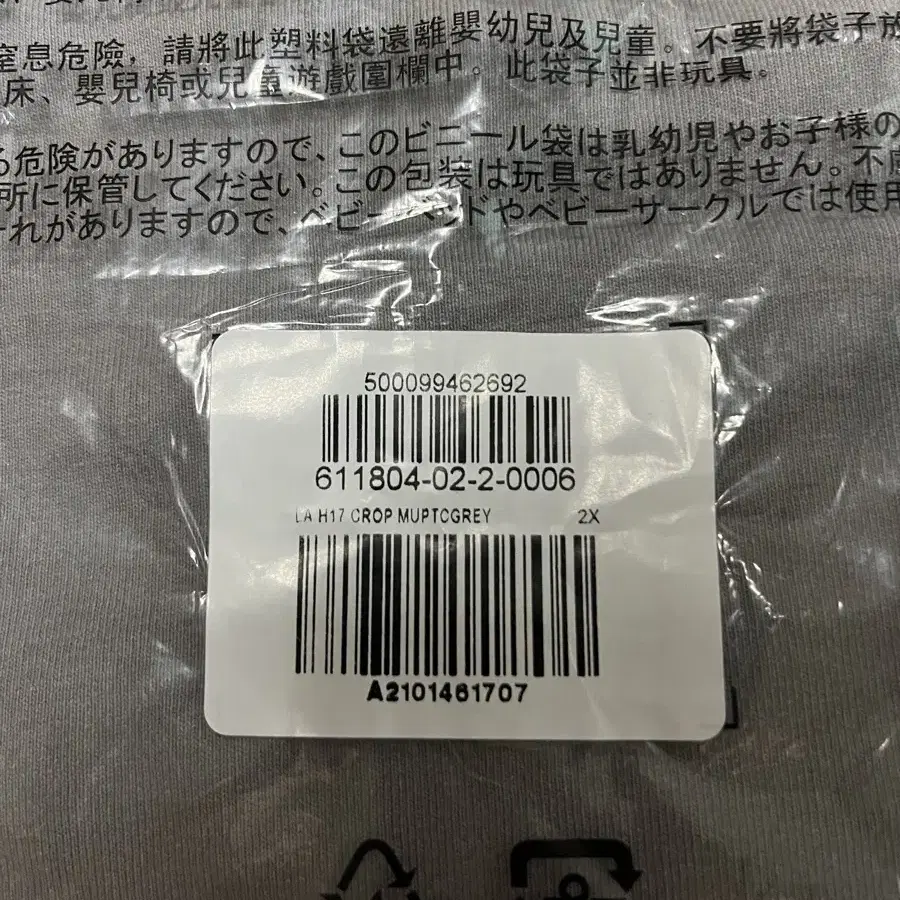 窒息危險，請將此塑料袋遠離嬰幼兒及兒童。不要將袋子放
床、嬰兒椅或兒童遊戲圍欄中。此袋子並非玩具。
る危険がありますので、このビニール袋は乳幼児やお子様の
所に保管してください。この包装は玩具ではありません。不
れがありますので、ベビーベッドやベビーサークルでは使用
500099462692
611804-02-2-0006
LA H17 CROP MUPTCGREY 2X
A2101461707